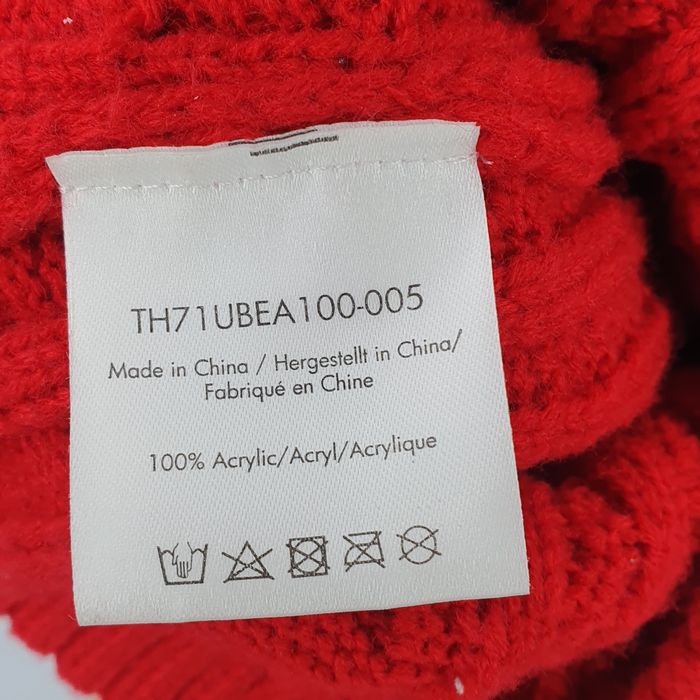 TH71UBEA100-005
Made in China / Hergestellt in China/
Fabriqué en Chine
100% Acrylic/Acryl/Acrylique